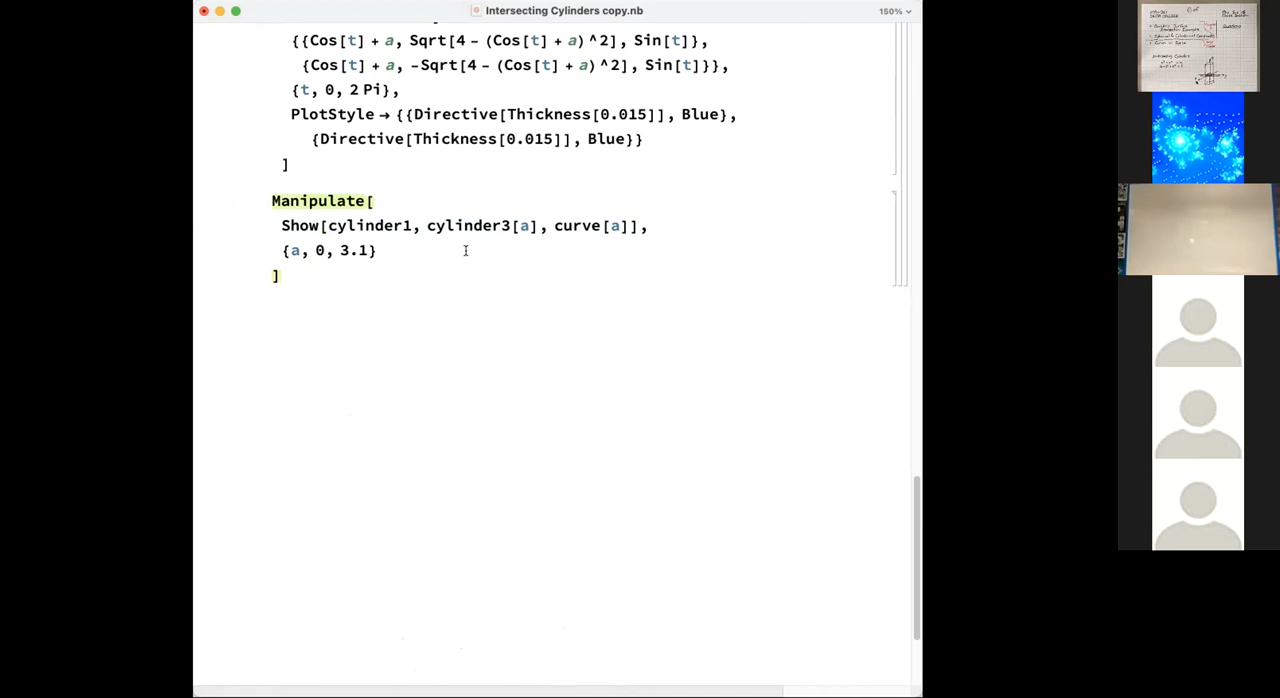 Intersecting Cylinders copy.nb
150%
{{Cos[t] + a, Sqrt[4 - (Cos[t] + a)^2], Sin[t]},
{Cos[t] + a, -Sqrt[4 - (Cos[t] + a)^2], Sin[t]}},
{t, 0, 2 Pi},
PlotStyle → {{Directive[Thickness[0.015]], Blue},
{Directive[Thickness[0.015]], Blue}}
]
Manipulate[
Show[cylinder1, cylinder3[a], curve[a]],
{a, 0, 3.1}
]